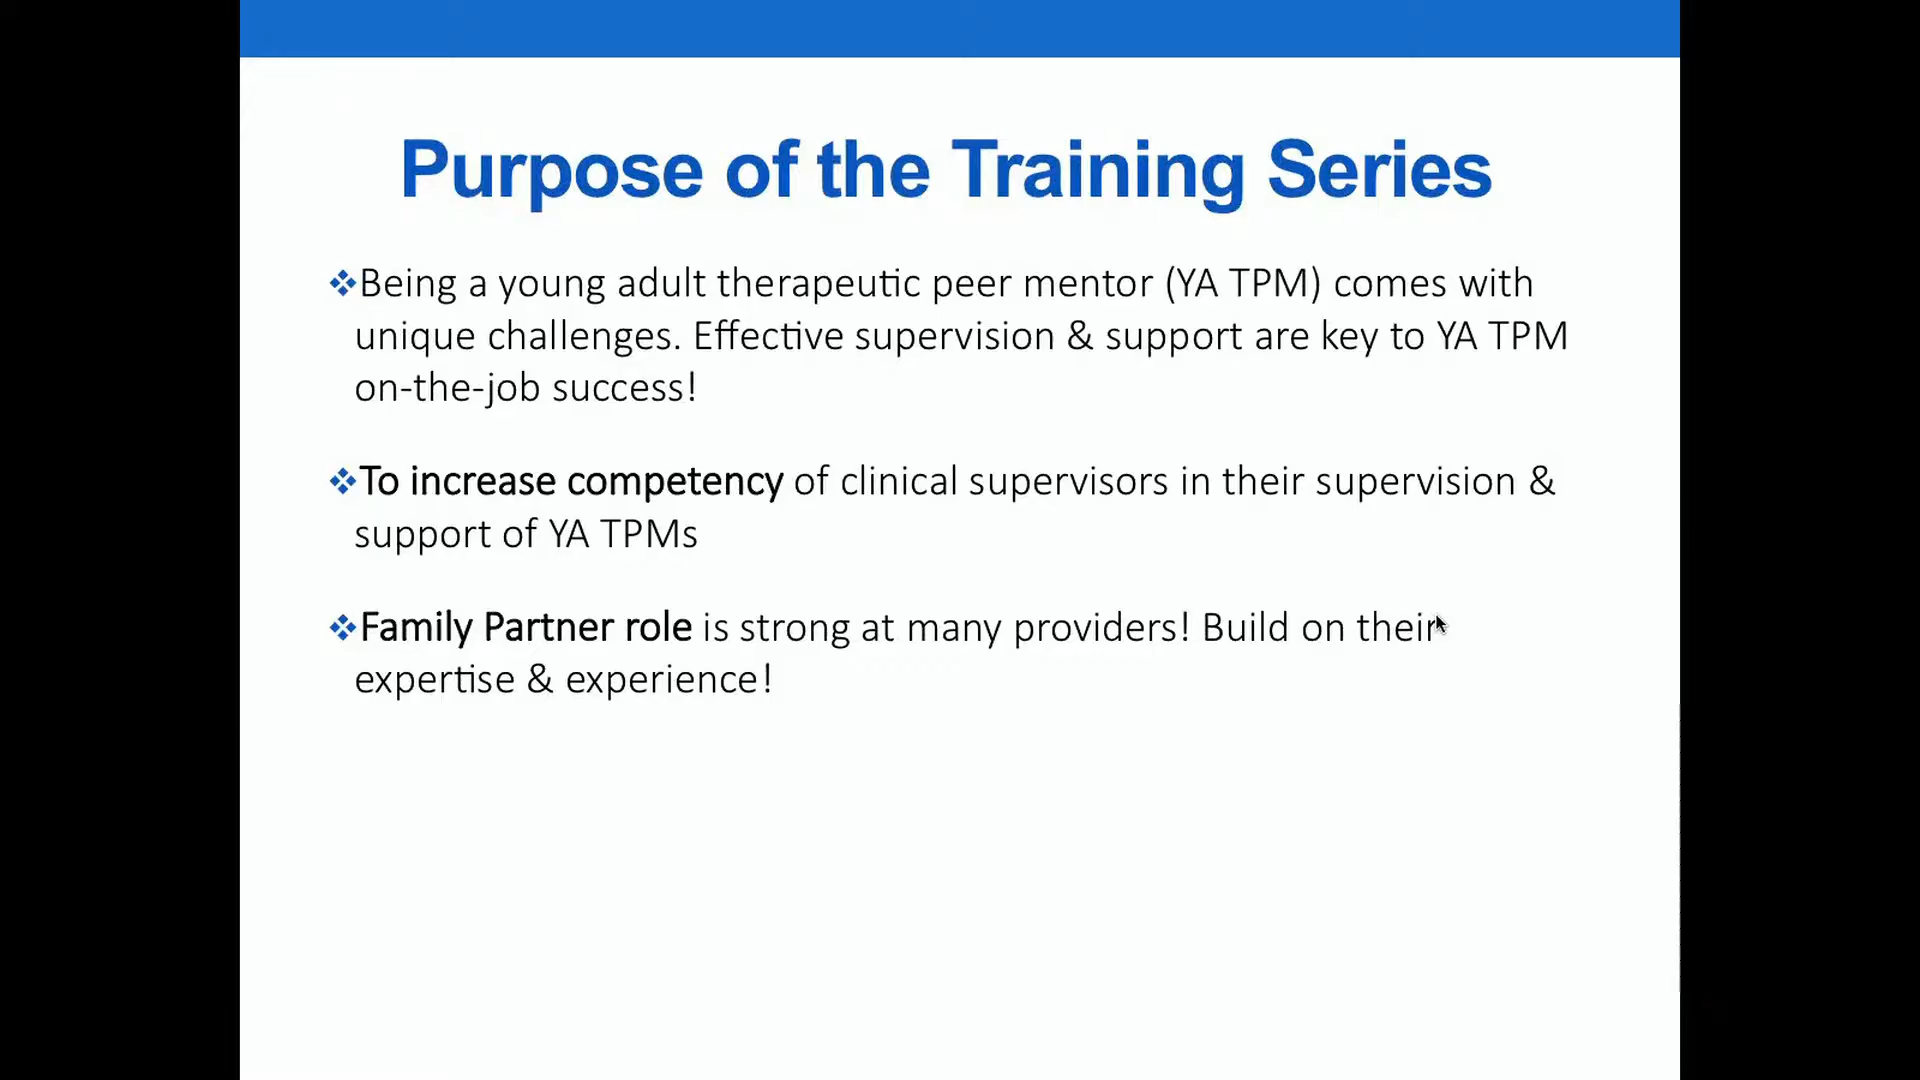 Purpose of the Training Series
❖Being a young adult therapeutic peer mentor (YA TPM) comes with
unique challenges. Effective supervision & support are key to YA TPM
on-the-job success!
❖To increase competency of clinical supervisors in their supervision &
support of YA TPMs
❖Family Partner role is strong at many providers! Build on their
expertise & experience!